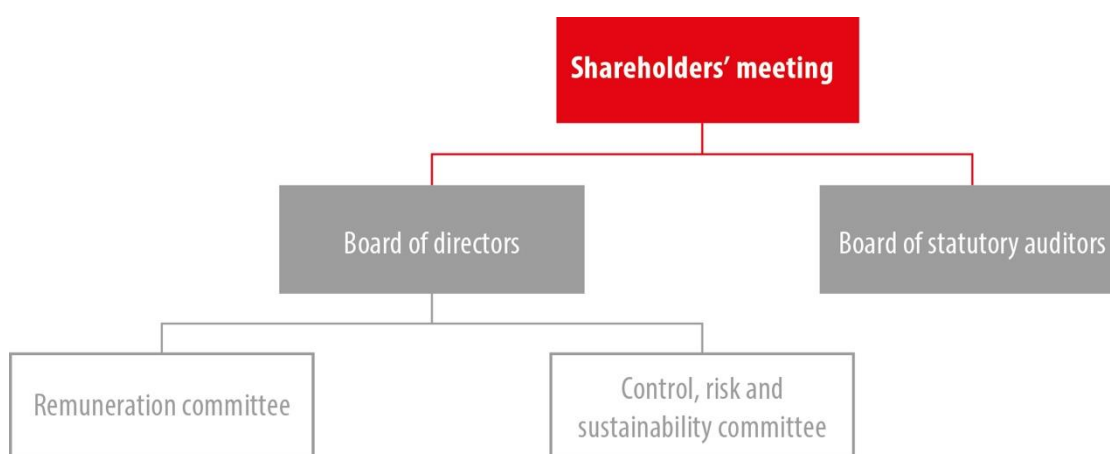 Shareholders’ meeting
Board of directors
Board of statutory auditors
Remuneration committee
Control, risk and
sustainability committee